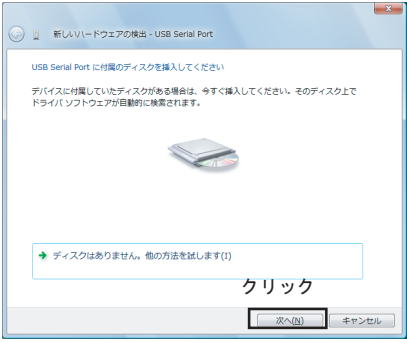 新しいハードウェアの検出 - USB Serial Port
USB Serial Port に付属のディスクを挿入してください
デバイスに付属していたディスクがある場合は、今すぐ挿入してください。そのディスク上で
ドライバ ソフトウェアが自動的に検索されます。
ディスクはありません。他の方法を試します(I)
クリック
次へ(N)
キャンセル